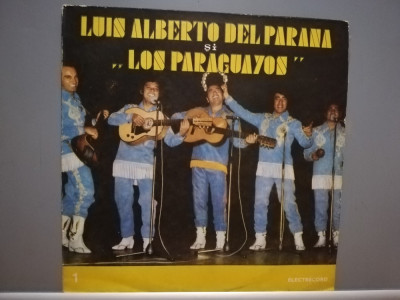 LUIS ALBERTO DEL PARANA
și
„LOS PARAGUAYOS"
1
ELECTRECORD